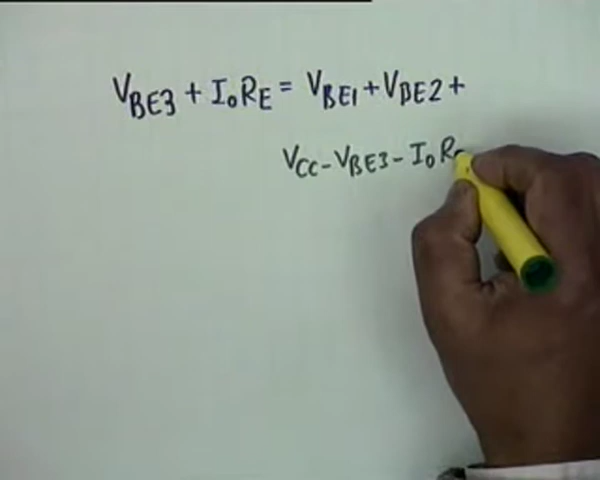 VBE3 + IoRE = VBE1 + VBE2 +
VCC - VBE3 - IoR